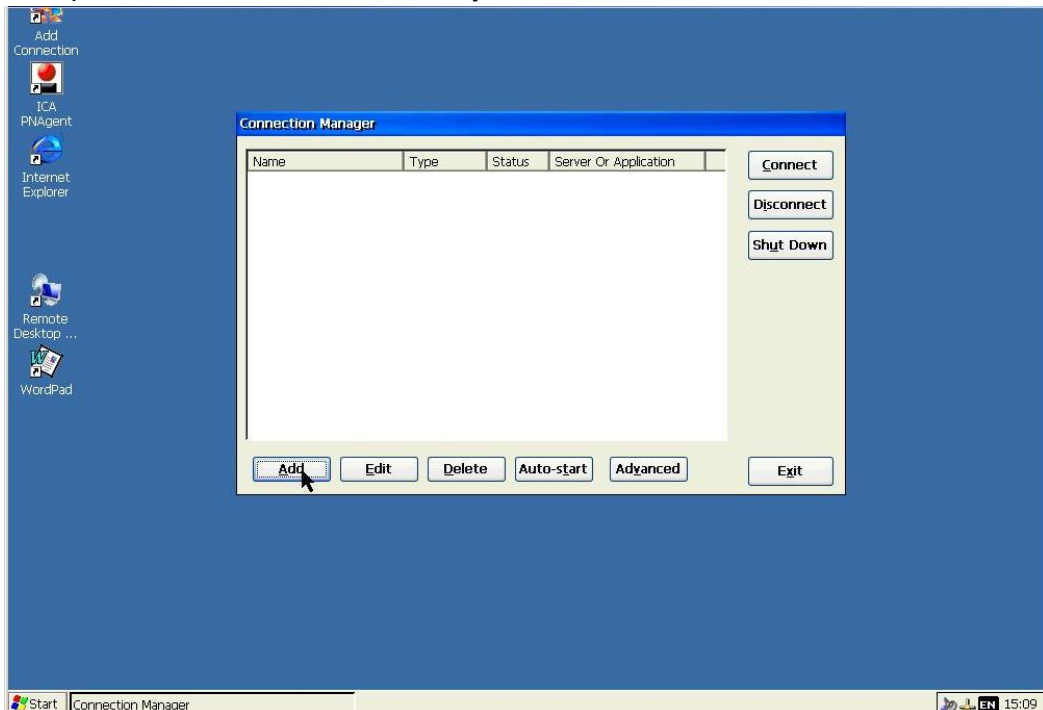 Add
Connection
ICA
PNAgent
Internet
Explorer
Remote
Desktop ...
WordPad
Connection Manager
Name Type Status Server Or Application
Connect
Disconnect
Shut Down
Add Edit Delete Auto-start Advanced Exit
Start Connection Manager EN 15:09